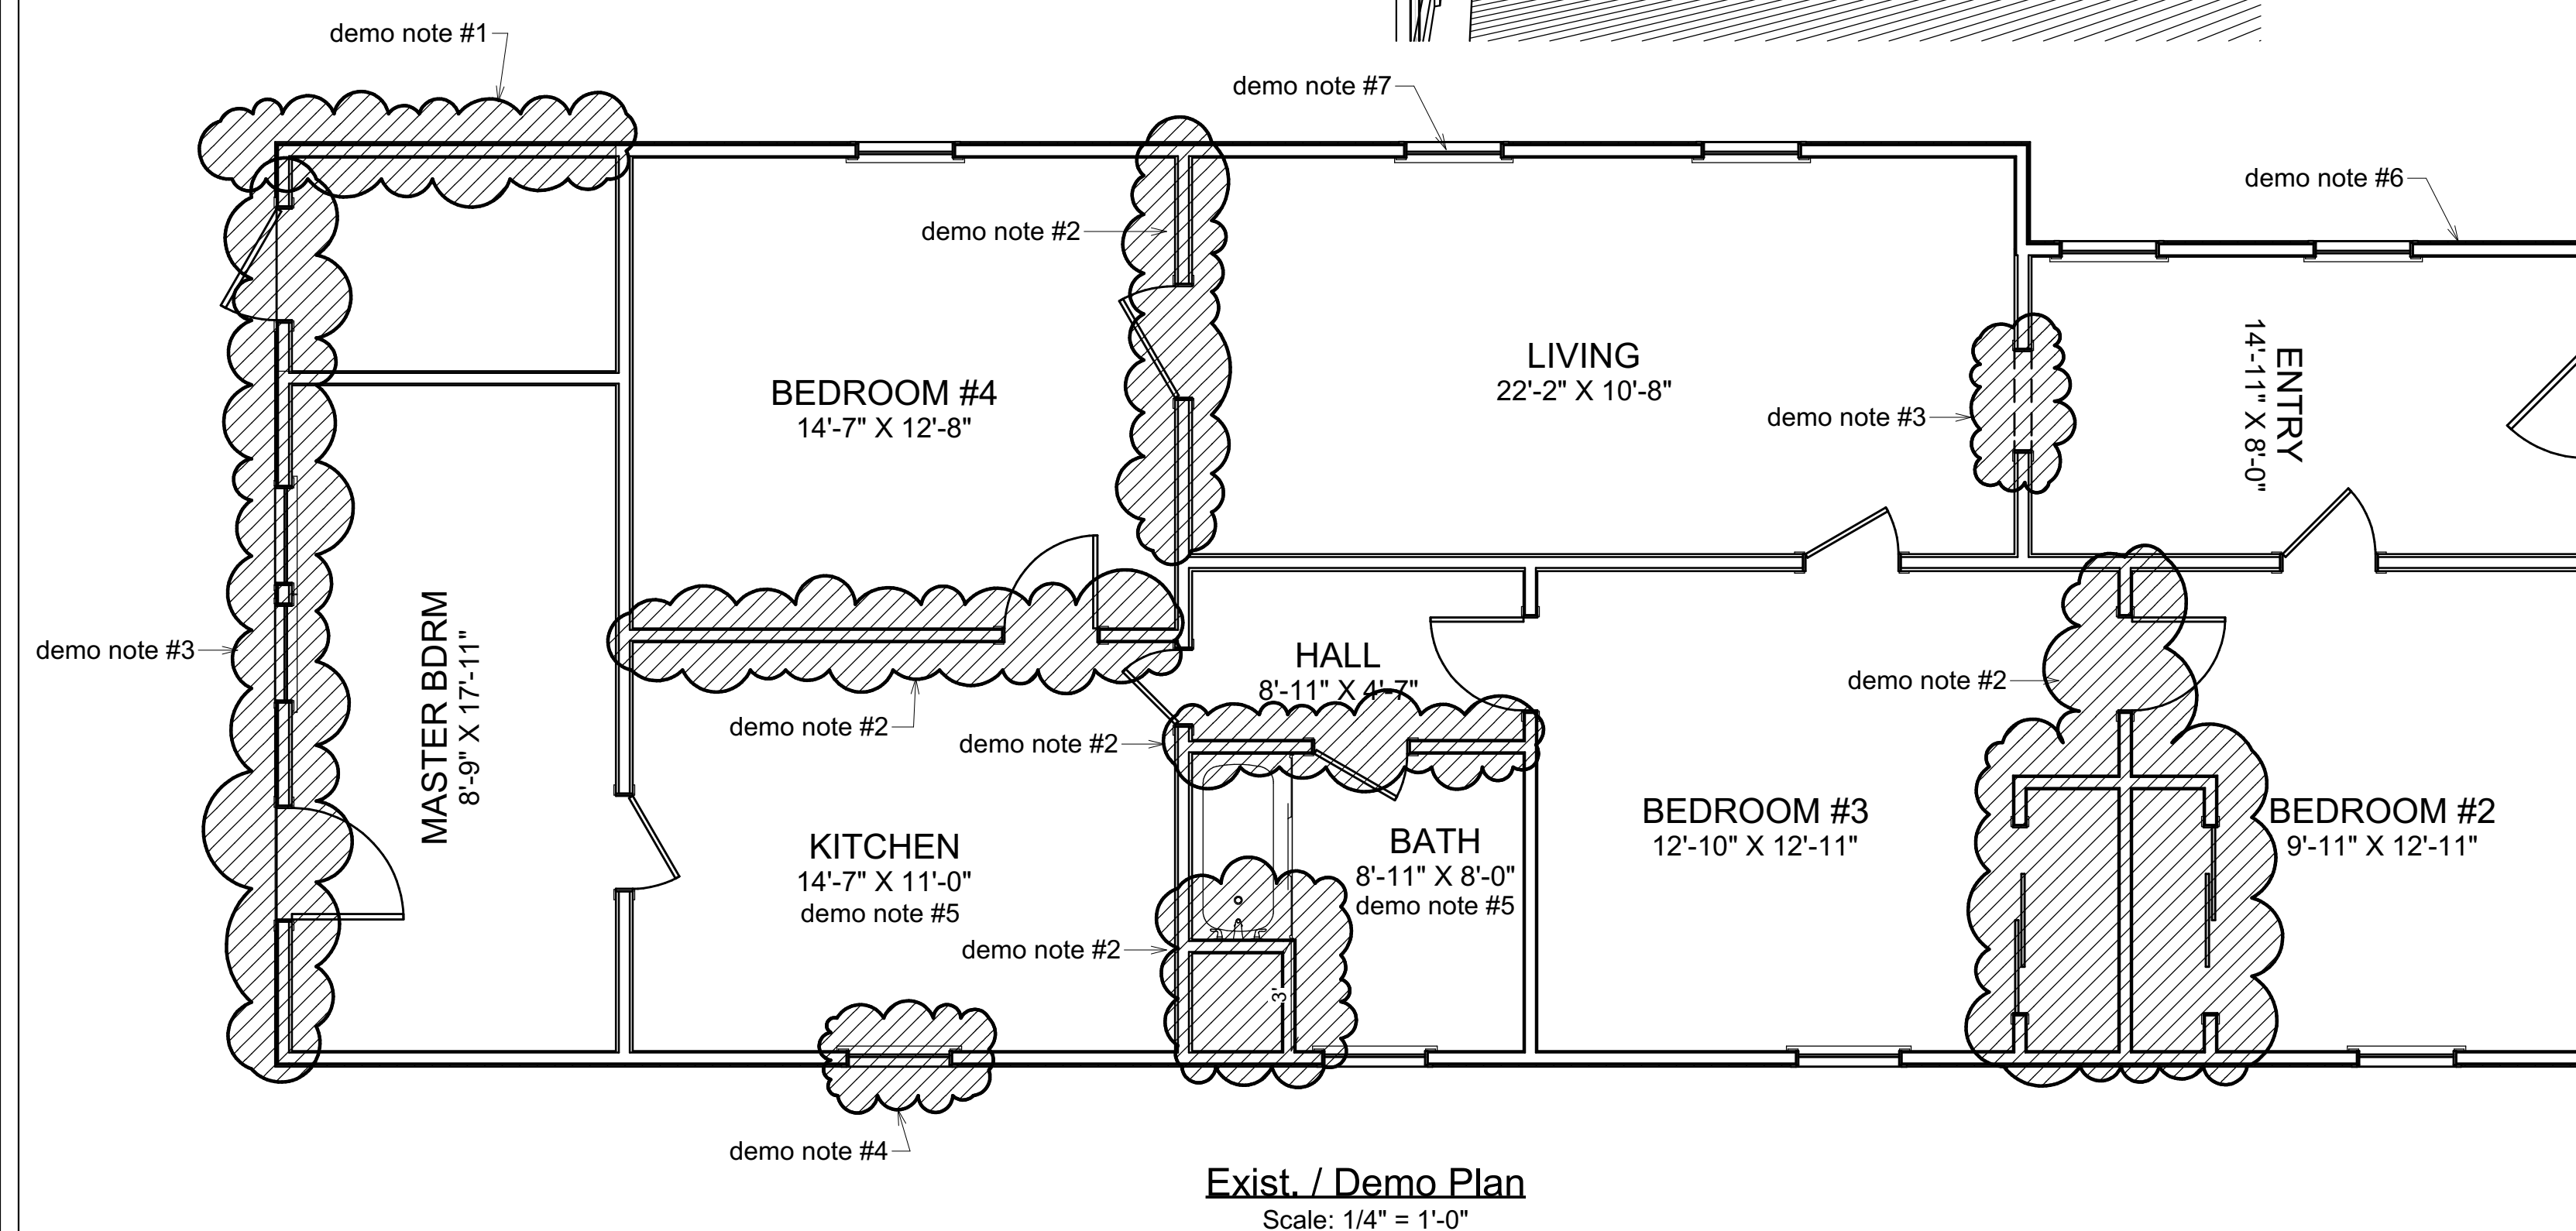 demo note #1
demo note #7
demo note #6
demo note #2
LIVING
22'-2" X 10'-8"
ENTRY
14'-11" X 8'-0"
BEDROOM #4
14'-7" X 12'-8"
demo note #3
demo note #3
MASTER BDRM
8'-9" X 17'-11"
HALL
8'-11" X 4'-7"
demo note #2
demo note #2
demo note #2
KITCHEN
14'-7" X 11'-0"
demo note #5
BATH
8'-11" X 8'-0"
demo note #5
BEDROOM #3
12'-10" X 12'-11"
BEDROOM #2
9'-11" X 12'-11"
demo note #2
3'
demo note #4
Exist. / Demo Plan
Scale: 1/4" = 1'-0"